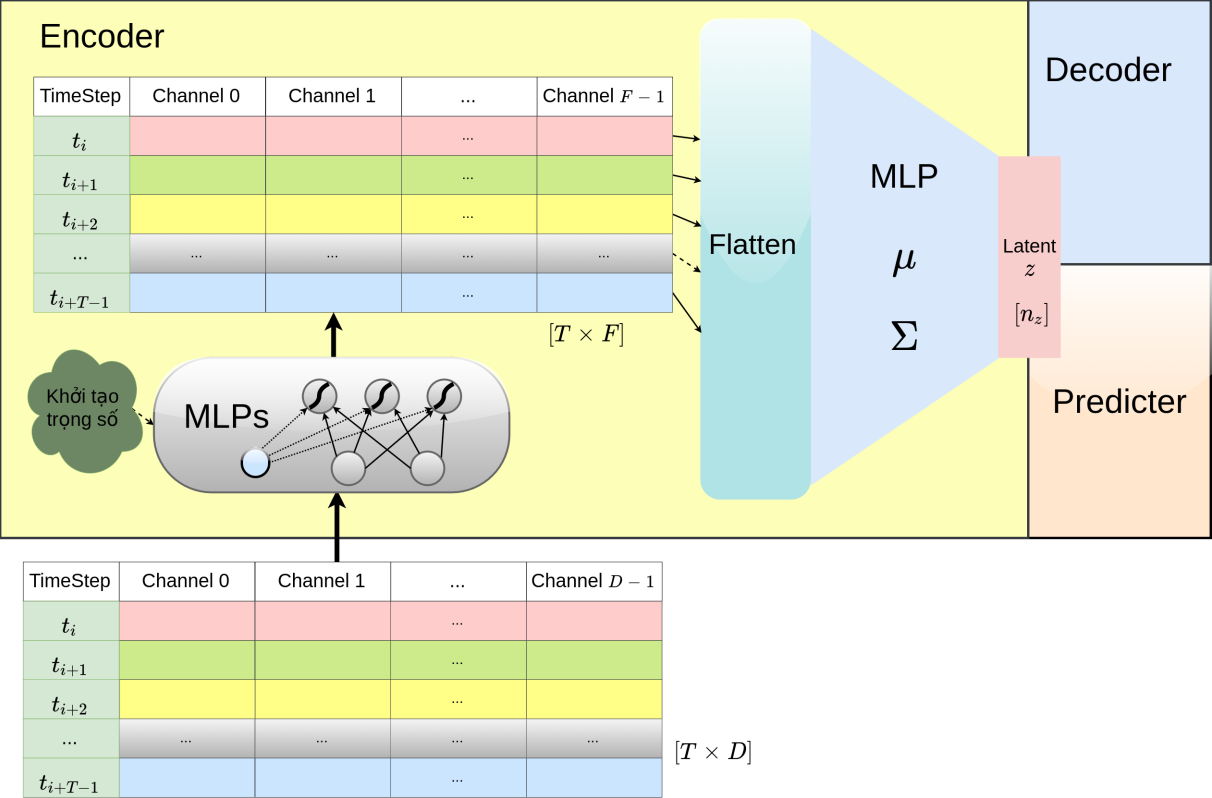 Encoder
TimeStep Channel 0 Channel 1 ... Channel F − 1
t_i ...
t_{i+1} ...
t_{i+2} ...
... ... ... ... ...
t_{i+T−1} ...
[T × F]
Khởi tạo
trọng số
MLPs
Flatten
MLP
μ
Σ
Latent
z
[n_z]
Decoder
Predicter
TimeStep Channel 0 Channel 1 ... Channel D − 1
t_i ...
t_{i+1} ...
t_{i+2} ...
... ... ... ... ...
t_{i+T−1} ...
[T × D]